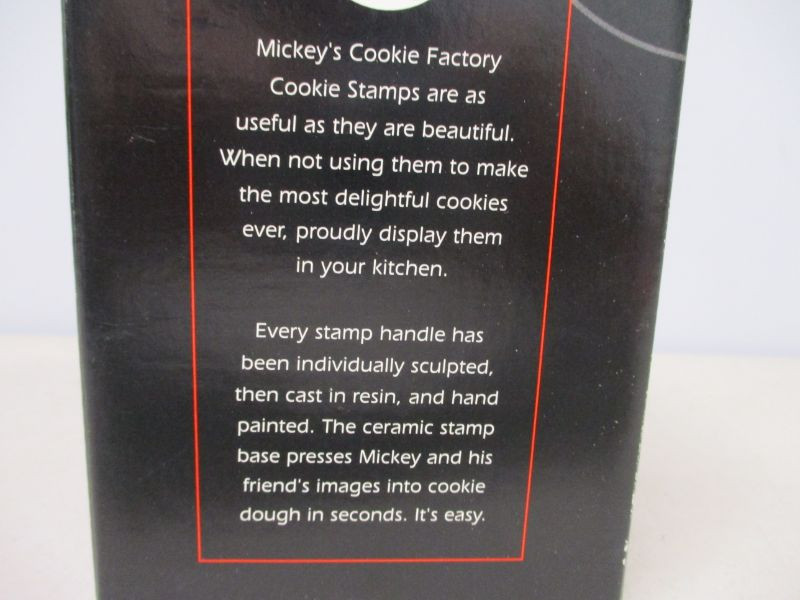 Mickey's Cookie Factory
Cookie Stamps are as
useful as they are beautiful.
When not using them to make
the most delightful cookies
ever, proudly display them
in your kitchen.
Every stamp handle has
been individually sculpted,
then cast in resin, and hand
painted. The ceramic stamp
base presses Mickey and his
friend's images into cookie
dough in seconds. It's easy.